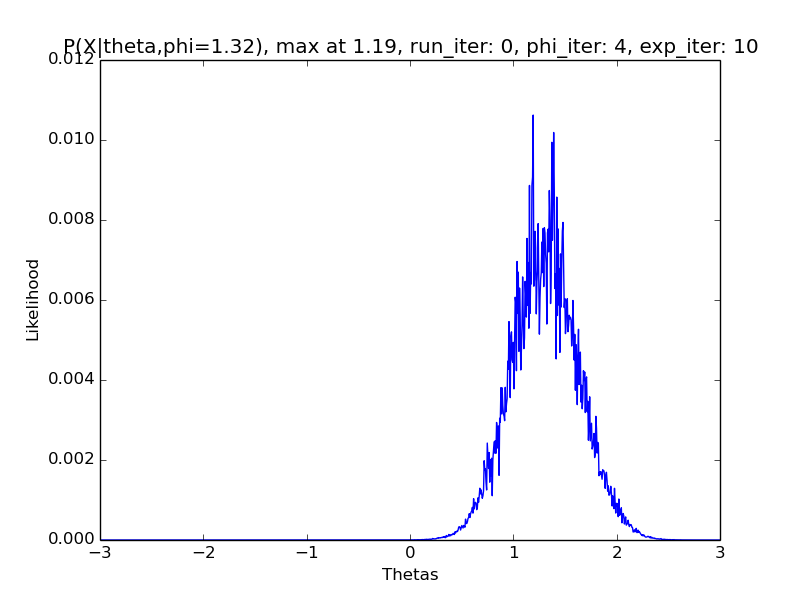 P(X|theta,phi=1.32), max at 1.19, run_iter: 0, phi_iter: 4, exp_iter: 10
0.012
0.010
0.008
0.006
0.004
0.002
0.000
Likelihood
−3 −2 −1 0 1 2 3
Thetas